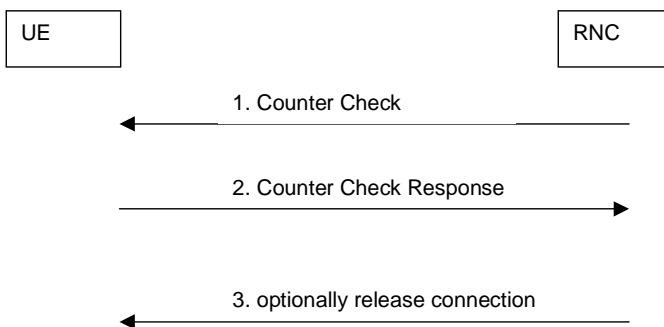 UE
RNC
1. Counter Check
2. Counter Check Response
3. optionally release connection